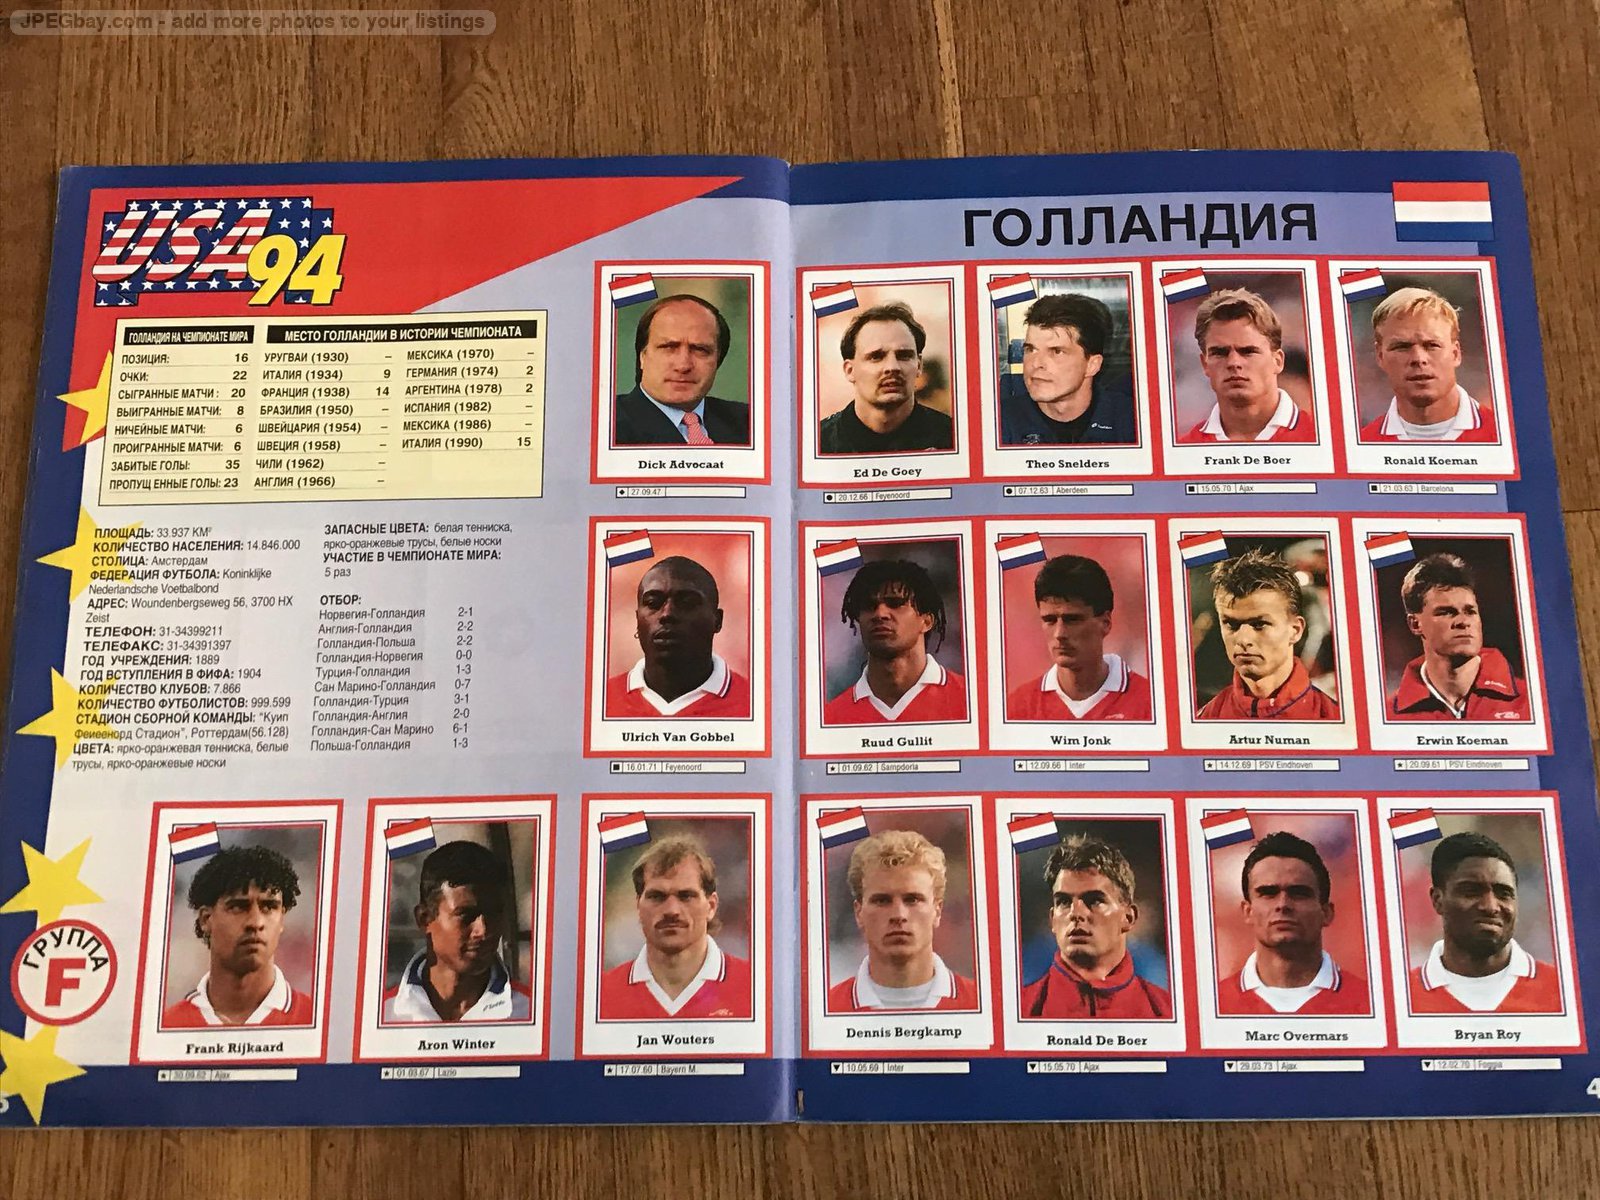 JPEGbay.com - add more photos to your listings
USA
94
ГОЛЛАНДИЯ НА ЧЕМПИОНАТЕ МИРА
ПОЗИЦИЯ: 16
ОЧКИ: 22
СЫГРАННЫЕ МАТЧИ : 20
ВЫИГРАННЫЕ МАТЧИ: 8
НИЧЕЙНЫЕ МАТЧИ: 6
ПРОИГРАННЫЕ МАТЧИ: 6
ЗАБИТЫЕ ГОЛЫ: 35
ПРОПУЩ ЕННЫЕ ГОЛЫ: 23
МЕСТО ГОЛЛАНДИИ В ИСТОРИИ ЧЕМПИОНАТА
УРУГВАИ (1930) –
ИТАЛИЯ (1934) 9
ФРАНЦИЯ (1938) 14
БРАЗИЛИЯ (1950) –
ШВЕЙЦАРИЯ (1954) –
ШВЕЦИЯ (1958) –
ЧИЛИ (1962) –
АНГЛИЯ (1966) –
МЕКСИКА (1970) –
ГЕРМАНИЯ (1974) 2
АРГЕНТИНА (1978) 2
ИСПАНИЯ (1982) –
МЕКСИКА (1986) –
ИТАЛИЯ (1990) 15
ПЛОЩАДЬ: 33.937 КМ²
КОЛИЧЕСТВО НАСЕЛЕНИЯ: 14.846.000
СТОЛИЦА: Амстердам
ФЕДЕРАЦИЯ ФУТБОЛА: Koninklijke
Nederlandsche Voetbalbond
АДРЕС: Woundenbergseweg 56, 3700 HX
Zeist
ТЕЛЕФОН: 31-34399211
ТЕЛЕФАКС: 31-34391397
ГОД УЧРЕЖДЕНИЯ: 1889
ГОД ВСТУПЛЕНИЯ В ФИФА: 1904
КОЛИЧЕСТВО КЛУБОВ: 7.866
КОЛИЧЕСТВО ФУТБОЛИСТОВ: 999.599
СТАДИОН СБОРНОЙ КОМАНДЫ: "Куип
Феиеенорд Стадион", Роттердам(56.128)
ЦВЕТА: ярко-оранжевая тенниска, белые
трусы, ярко-оранжевые носки
ЗАПАСНЫЕ ЦВЕТА: белая тенниска,
ярко-оранжевые трусы, белые носки
УЧАСТИЕ В ЧЕМПИОНАТЕ МИРА:
5 раз
ОТБОР:
Норвегия-Голландия 2-1
Англия-Голландия 2-2
Голландия-Польша 2-2
Голландия-Норвегия 0-0
Турция-Голландия 1-3
Сан Марино-Голландия 0-7
Голландия-Турция 3-1
Голландия-Англия 2-0
Голландия-Сан Марино 6-1
Польша-Голландия 1-3
ГРУППА
F
Dick Advocaat
27.09.47
Ulrich Van Gobbel
16.01.71 Feyenoord
Frank Rijkaard
30.09.62 Ajax
Aron Winter
01.03.67 Lazio
Jan Wouters
17.07.60 Bayern M.
ГОЛЛАНДИЯ
Ed De Goey
20.12.66 Feyenoord
Theo Snelders
07.12.63 Aberdeen
Frank De Boer
15.05.70 Ajax
Ronald Koeman
21.03.63 Barcelona
Ruud Gullit
01.09.62 Sampdoria
Wim Jonk
12.09.66 Inter
Artur Numan
14.12.69 PSV Eindhoven
Erwin Koeman
20.09.61 PSV Eindhoven
Dennis Bergkamp
10.05.69 Inter
Ronald De Boer
15.05.70 Ajax
Marc Overmars
29.03.73 Ajax
Bryan Roy
12.02.70 Foggia
4